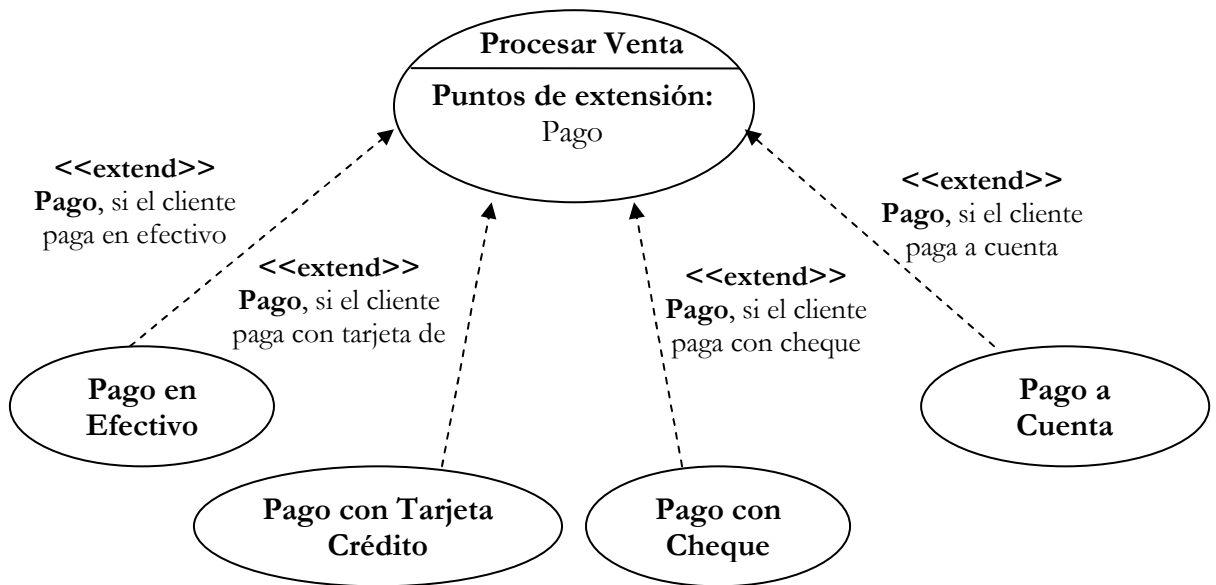 Procesar Venta
Puntos de extensión:
Pago
<<extend>>
Pago, si el cliente
paga en efectivo
<<extend>>
Pago, si el cliente
paga con tarjeta de
<<extend>>
Pago, si el cliente
paga con cheque
<<extend>>
Pago, si el cliente
paga a cuenta
Pago en
Efectivo
Pago con Tarjeta
Crédito
Pago con
Cheque
Pago a
Cuenta